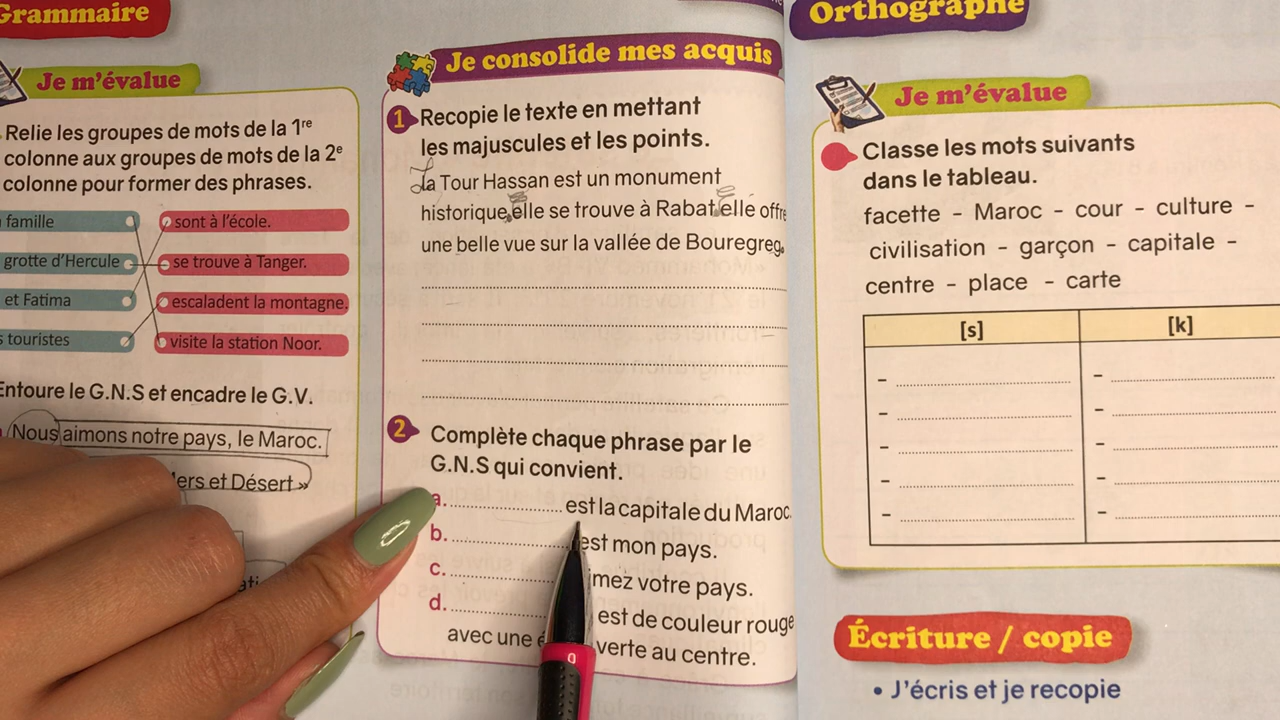 Grammaire
Je m'évalue
Relie les groupes de mots de la 1re
colonne aux groupes de mots de la 2e
colonne pour former des phrases.
famille
sont à l'école.
grotte d'Hercule
se trouve à Tanger.
et Fatima
escaladent la montagne.
touristes
visite la station Noor.
Entoure le G.N.S et encadre le G.V.
Nous aimons notre pays, le Maroc.
et Désert »
Je consolide mes acquis
1 Recopie le texte en mettant
les majuscules et les points.
la Tour Hassan est un monument
historique, elle se trouve à Rabat, elle offre
une belle vue sur la vallée de Bouregreg.
2 Complète chaque phrase par le
G.N.S qui convient.
a. .................... est la capitale du Maroc.
b. .................... est mon pays.
c. .................... mez votre pays.
d. .................... est de couleur rouge
avec une verte au centre.
Orthographe
Je m'évalue
Classe les mots suivants
dans le tableau.
facette - Maroc - cour - culture -
civilisation - garçon - capitale -
centre - place - carte
[s] [k]
Écriture / copie
• J'écris et je recopie